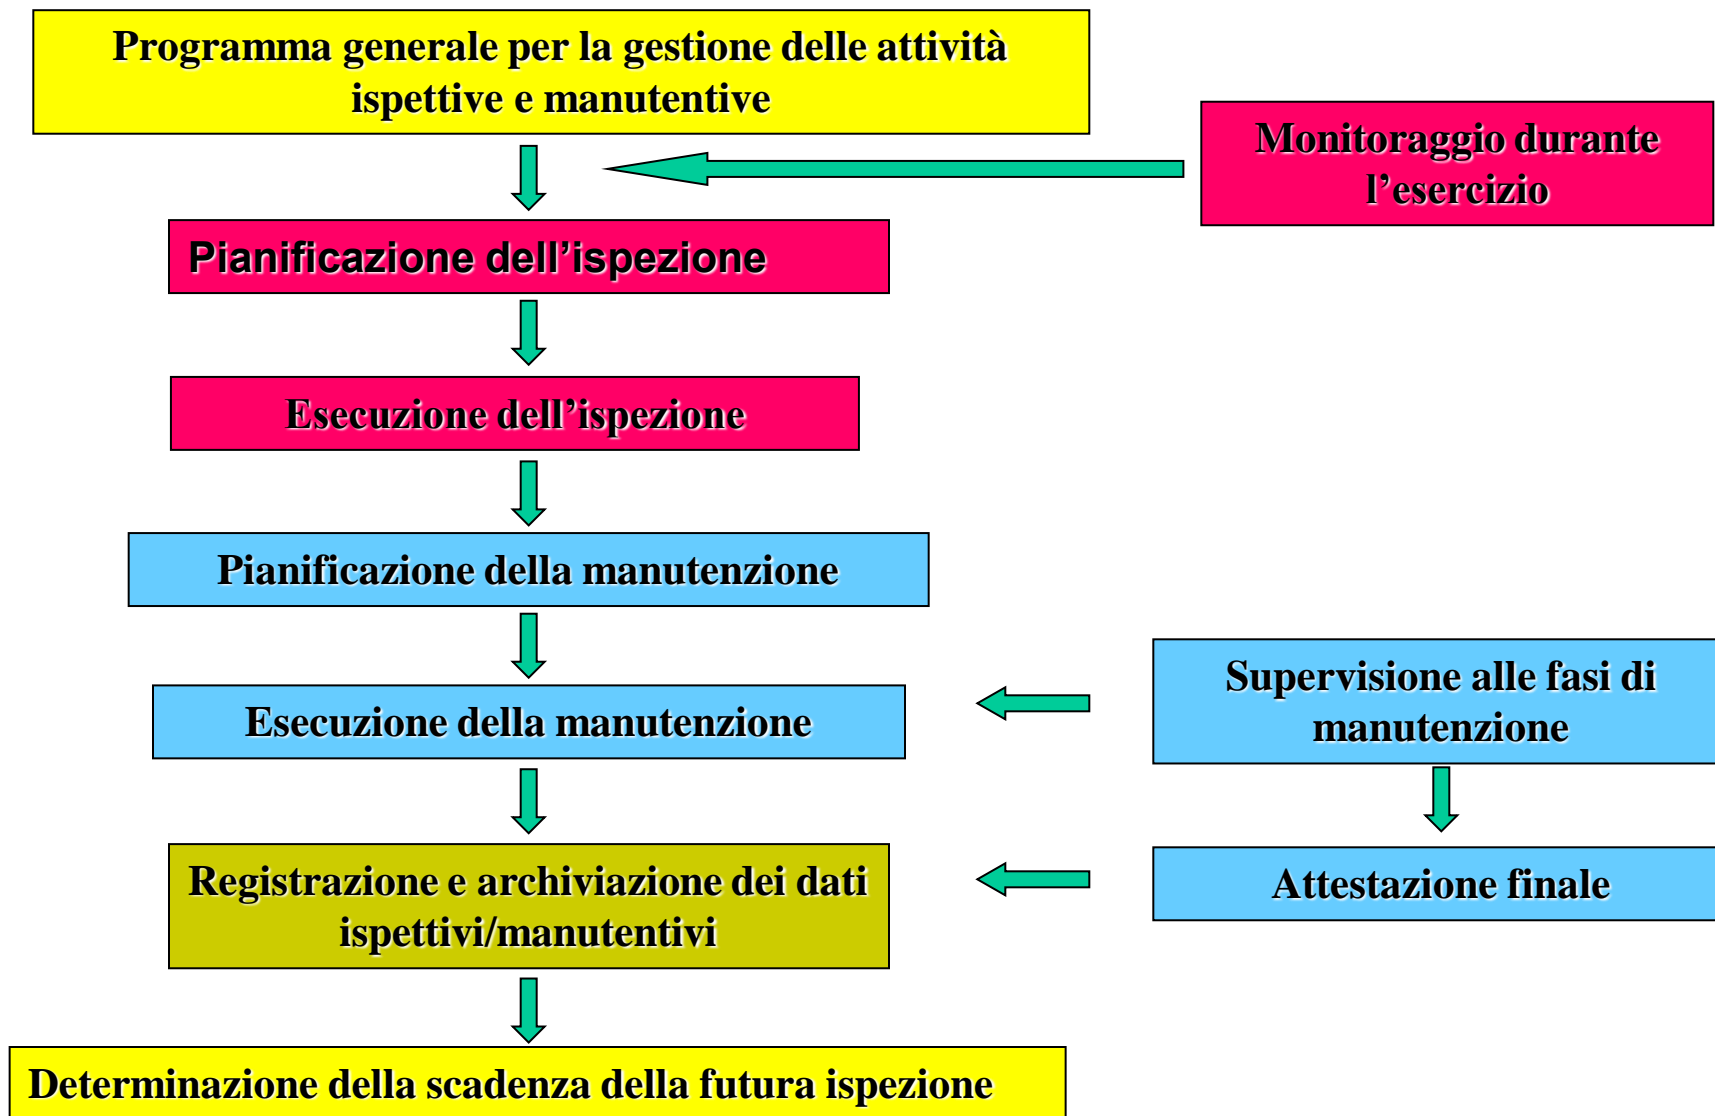 Programma generale per la gestione delle attività
ispettive e manutentive
Monitoraggio durante
l’esercizio
Pianificazione dell’ispezione
Esecuzione dell’ispezione
Pianificazione della manutenzione
Esecuzione della manutenzione
Supervisione alle fasi di
manutenzione
Registrazione e archiviazione dei dati
ispettivi/manutentivi
Attestazione finale
Determinazione della scadenza della futura ispezione